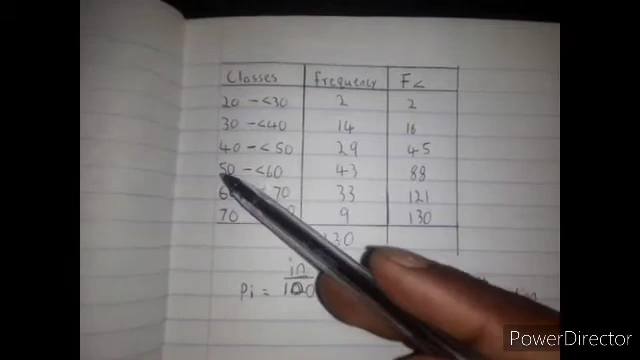 Classes frequency F<
20 -<30 2 2
30 -<40 14 16
40 -<50 29 45
50 -<60 43 88
70 33 121
70 9 130
130
Pi = in/100
PowerDirector